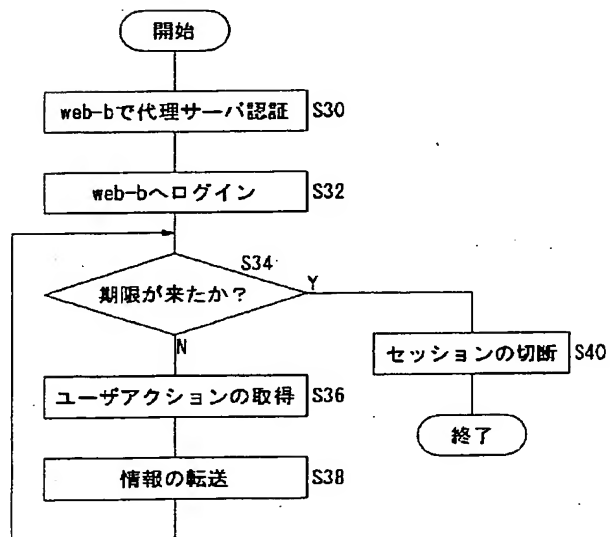 開始
web-bで代理サーバ認証 S30
web-bへログイン S32
S34
期限が来たか？
Y
N
セッションの切断 S40
ユーザアクションの取得 S36
終了
情報の転送 S38